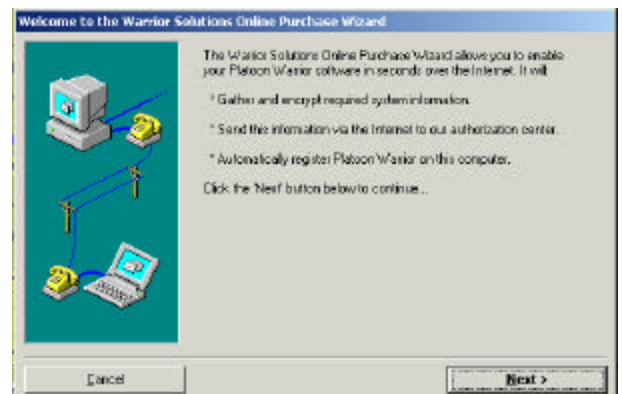 Welcome to the Warrior Solutions Online Purchase Wizard
The Warrior Solutions Online Purchase Wizard allows you to enable
your Platoon Warrior software in seconds over the Internet. It will:
* Gather and encrypt required system information.
* Send this information via the Internet to our authorization center.
* Automatically register Platoon Warrior on this computer.
Click the 'Next' button below to continue...
Cancel
Next >